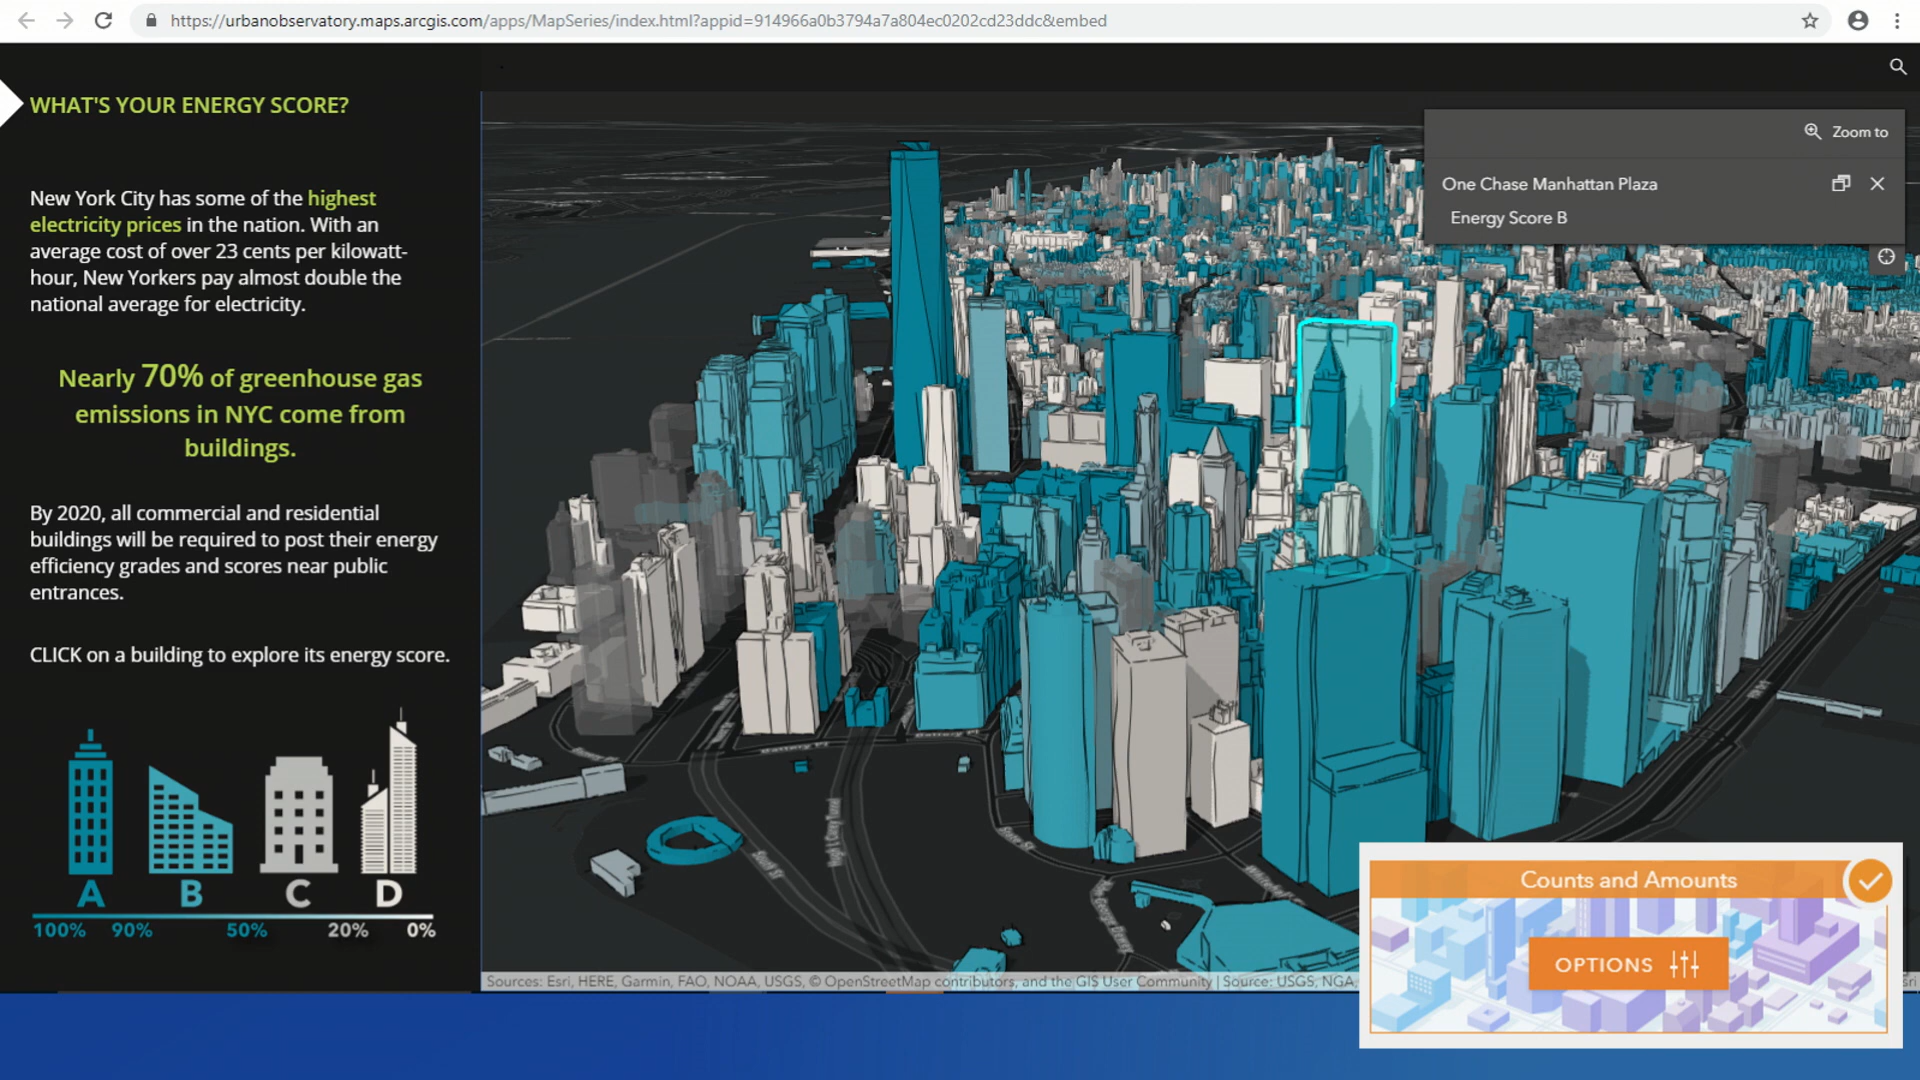 https://urbanobservatory.maps.arcgis.com/apps/MapSeries/index.html?appid=914966a0b3794a7a804ec0202cd23ddc&embed
WHAT'S YOUR ENERGY SCORE?
New York City has some of the highest
electricity prices in the nation. With an
average cost of over 23 cents per kilowatt-
hour, New Yorkers pay almost double the
national average for electricity.
Nearly 70% of greenhouse gas
emissions in NYC come from
buildings.
By 2020, all commercial and residential
buildings will be required to post their energy
efficiency grades and scores near public
entrances.
CLICK on a building to explore its energy score.
A B C D
100% 90% 50% 20% 0%
Zoom to
One Chase Manhattan Plaza
Energy Score B
Battery Pl
South St
Sources: Esri, HERE, Garmin, FAO, NOAA, USGS, © OpenStreetMap contributors, and the GIS User Community | Source: USGS, NGA,
Counts and Amounts
OPTIONS